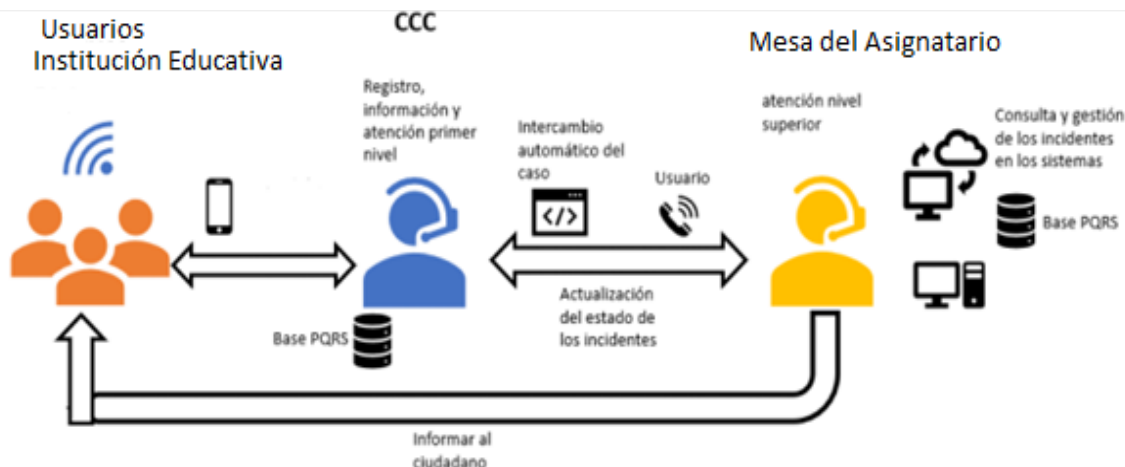 Usuarios
Institución Educativa
CCC
Mesa del Asignatario
Registro,
información y
atención primer
nivel
Intercambio
automático del
caso
Usuario
atención nivel
superior
Consulta y gestión
de los incidentes
en los sistemas
</>
Base PQRS
Actualización
del estado de
los incidentes
Base PQRS
Informar al
ciudadano